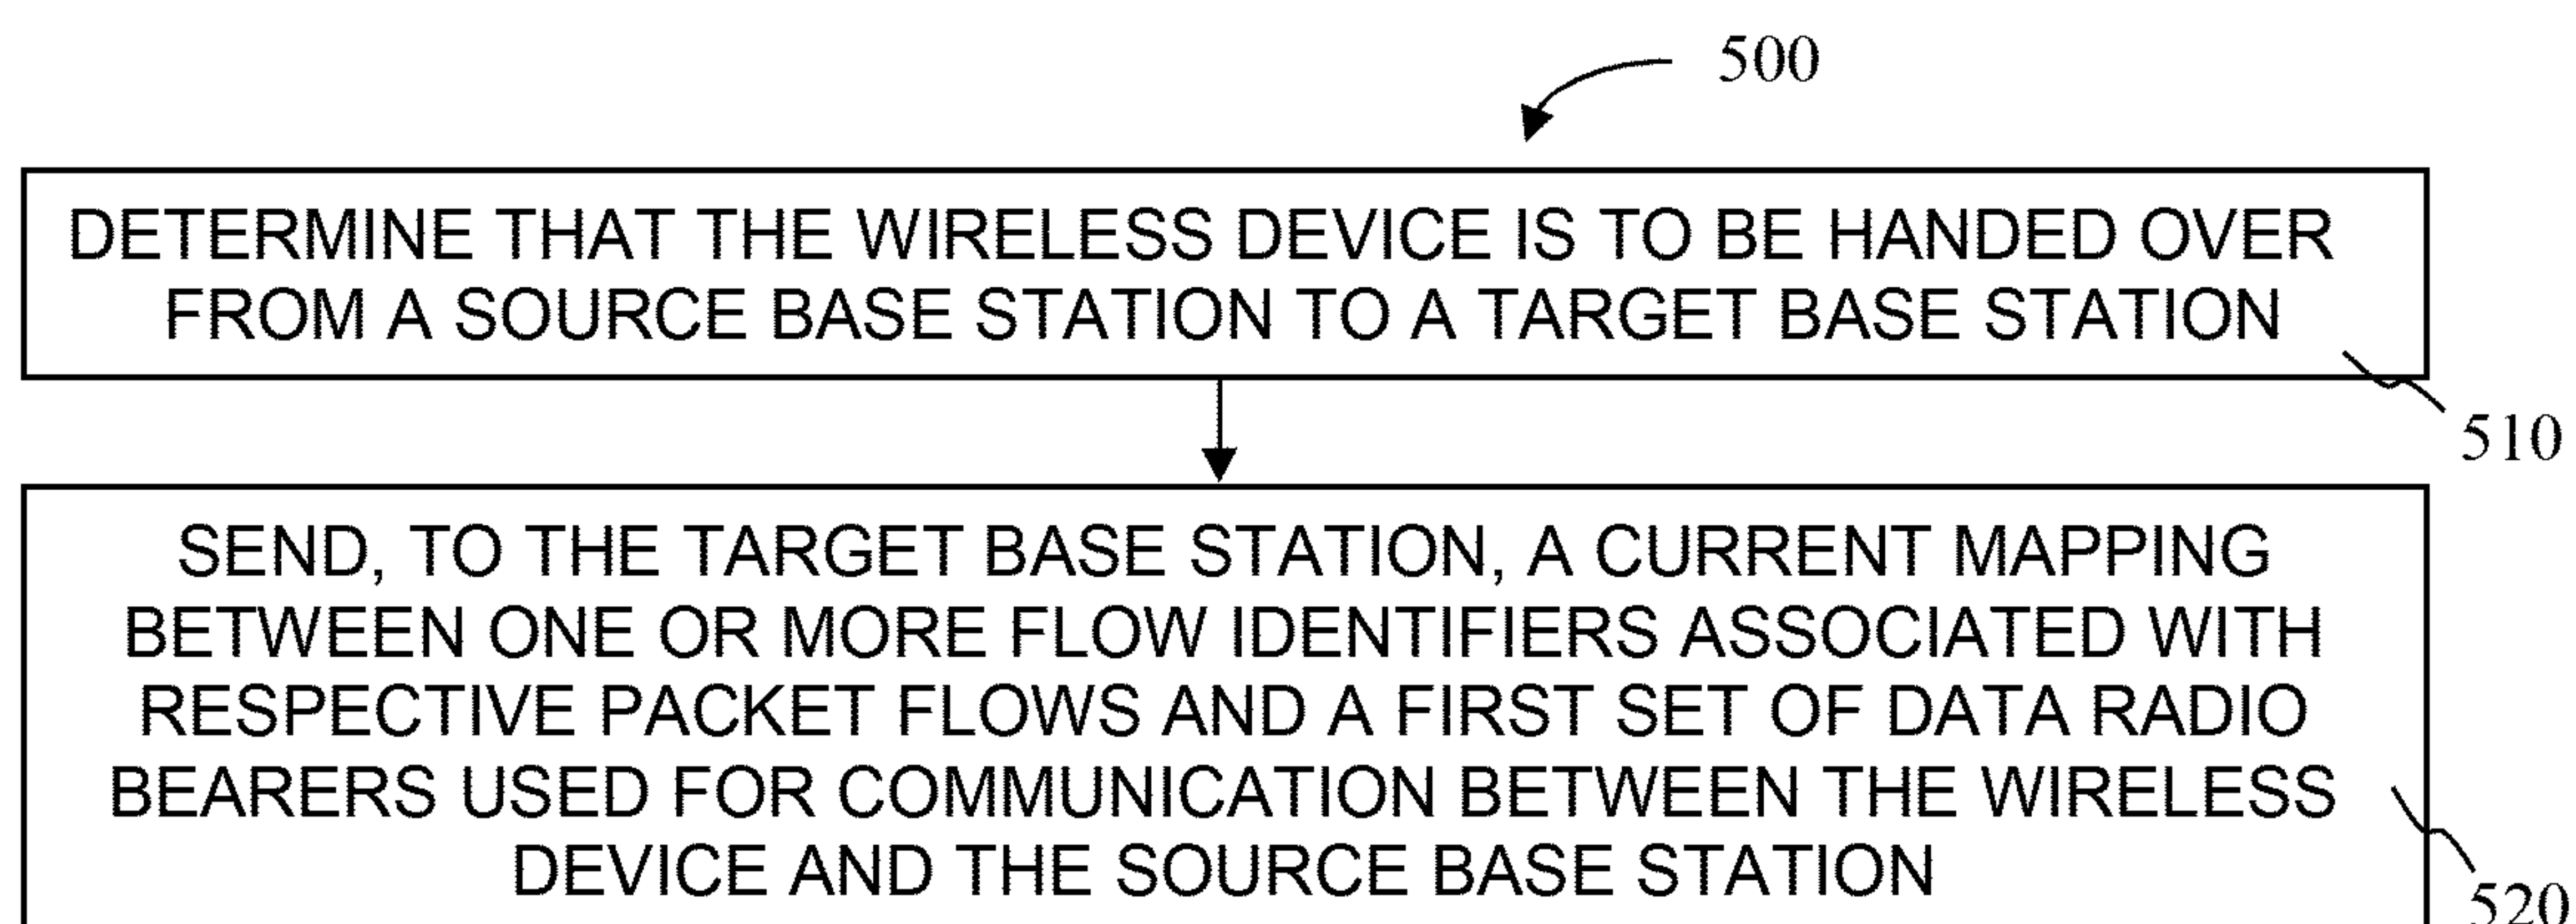 500
DETERMINE THAT THE WIRELESS DEVICE IS TO BE HANDED OVER
FROM A SOURCE BASE STATION TO A TARGET BASE STATION
510
SEND, TO THE TARGET BASE STATION, A CURRENT MAPPING
BETWEEN ONE OR MORE FLOW IDENTIFIERS ASSOCIATED WITH
RESPECTIVE PACKET FLOWS AND A FIRST SET OF DATA RADIO
BEARERS USED FOR COMMUNICATION BETWEEN THE WIRELESS
DEVICE AND THE SOURCE BASE STATION
520